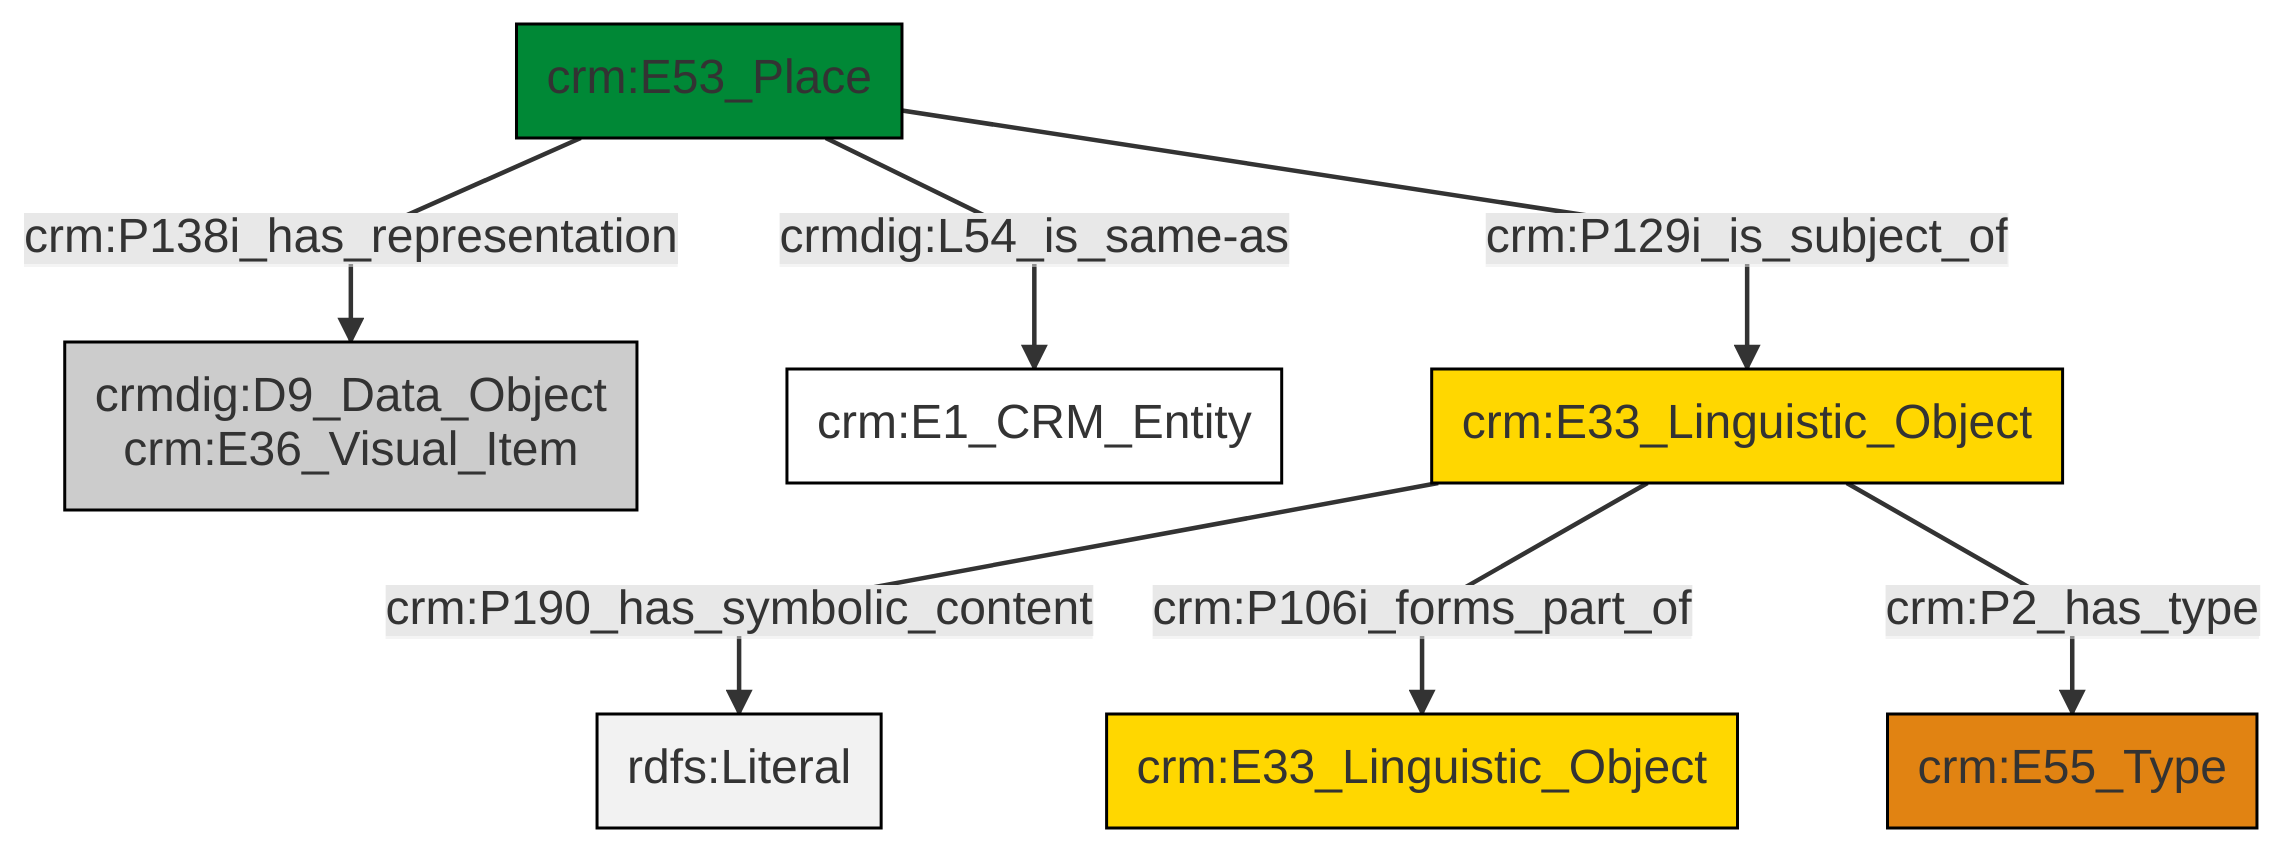 crm:E53_Place
crm:P138i_has_representation
crmdig:L54_is_same-as
crm:P129i_is_subject_of
crmdig:D9_Data_Object
crm:E36_Visual_Item
crm:E1_CRM_Entity
crm:E33_Linguistic_Object
crm:P190_has_symbolic_content
crm:P106i_forms_part_of
crm:P2_has_type
rdfs:Literal
crm:E33_Linguistic_Object
crm:E55_Type